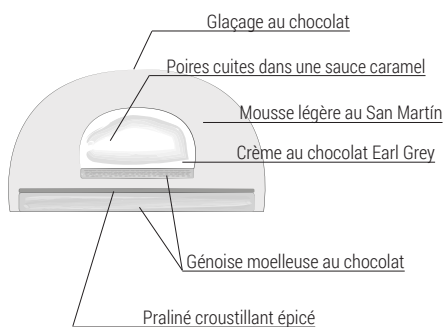 Glaçage au chocolat
Poires cuites dans une sauce caramel
Mousse légère au San Martín
Crème au chocolat Earl Grey
Génoise moelleuse au chocolat
Praliné croustillant épicé